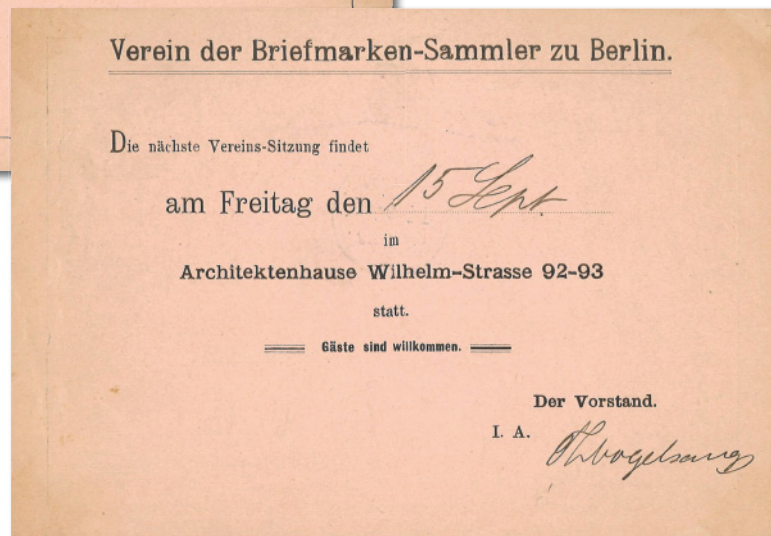 Verein der Briefmarken-Sammler zu Berlin.
Die nächste Vereins-Sitzung findet
am Freitag den 15 Sept
im
Architektenhause Wilhelm-Strasse 92-93
statt.
Gäste sind willkommen.
Der Vorstand.
I. A.
Vogelsang